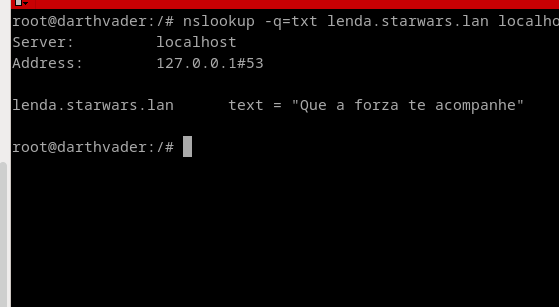 root@darthvader:/# nslookup -q=txt lenda.starwars.lan localho
Server:         localhost
Address:        127.0.0.1#53
lenda.starwars.lan      text = "Que a forza te acompanhe"
root@darthvader:/#